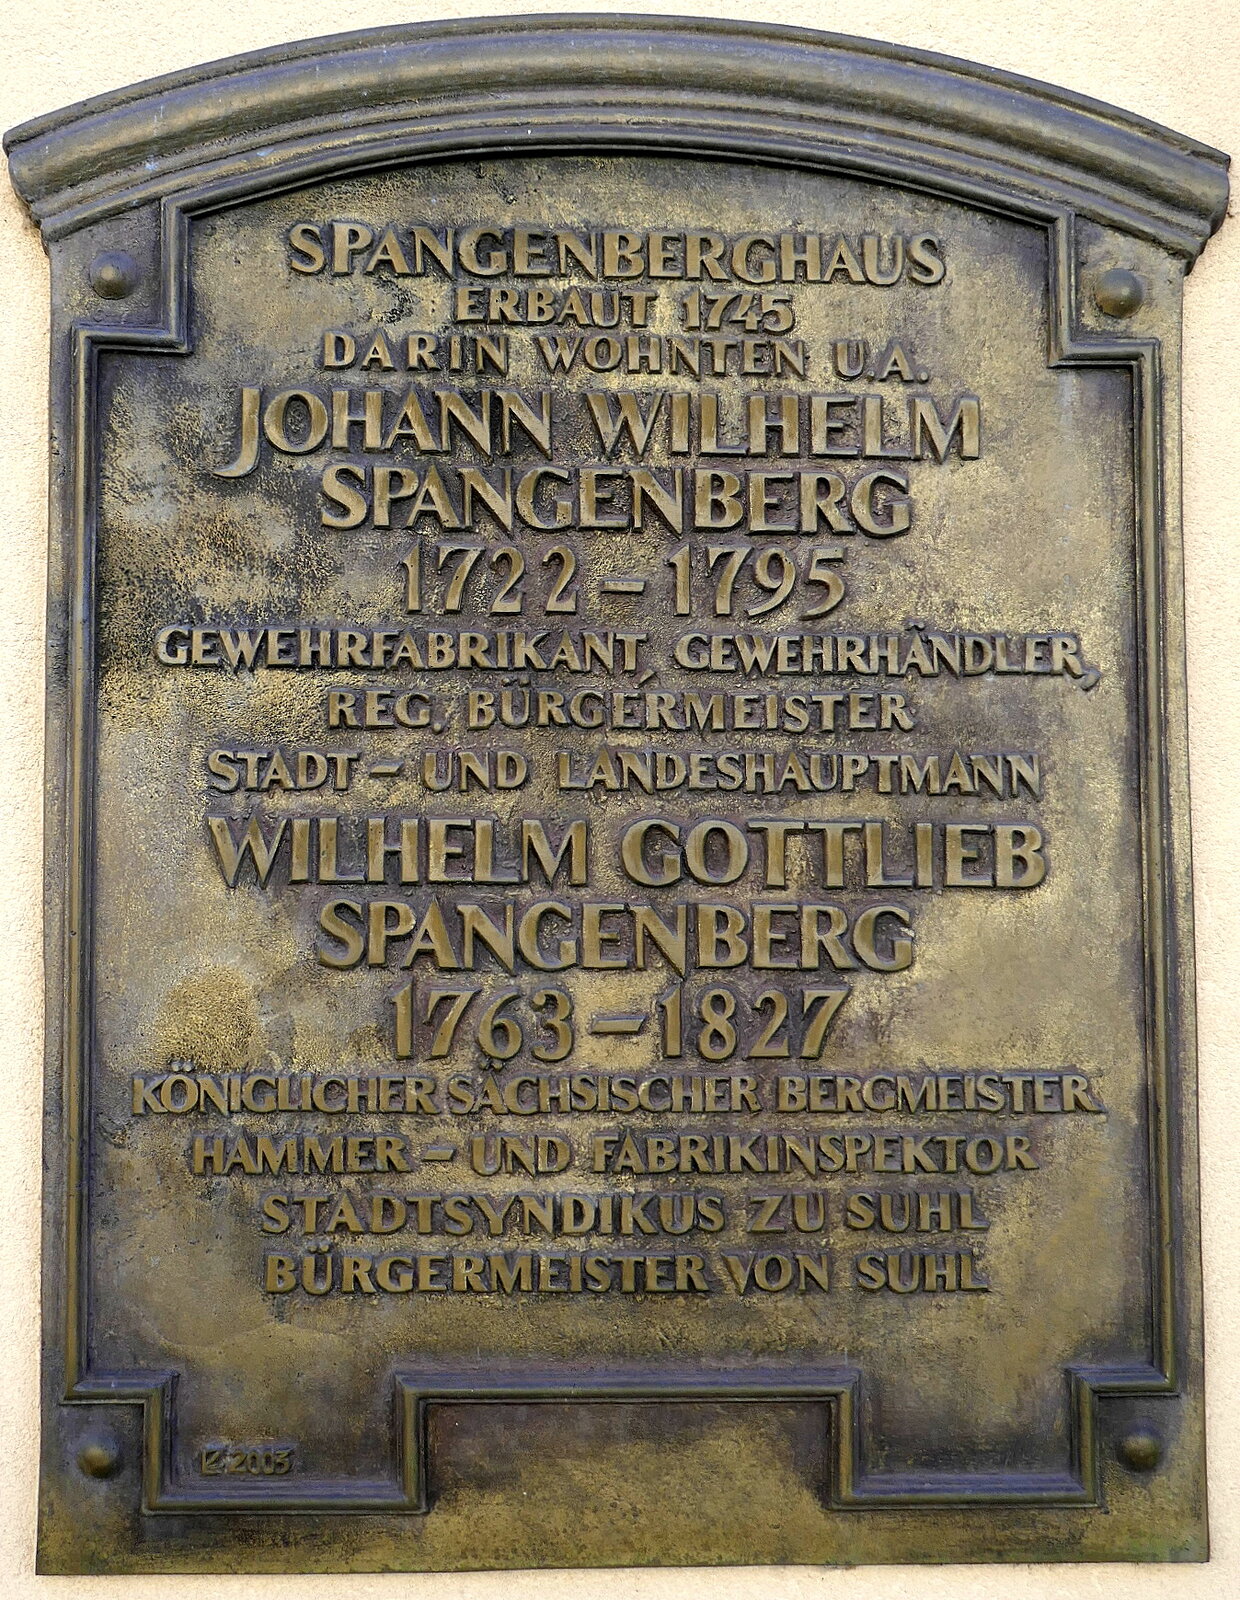 SPANGENBERGHAUS
ERBAUT 1745
DARIN WOHNTEN U.A.
JOHANN WILHELM
SPANGENBERG
1722 – 1795
GEWEHRFABRIKANT, GEWEHRHÄNDLER,
REG. BÜRGERMEISTER
STADT – UND LANDESHAUPTMANN
WILHELM GOTTLIEB
SPANGENBERG
1763 – 1827
KÖNIGLICHER SÄCHSISCHER BERGMEISTER
HAMMER – UND FABRIKINSPEKTOR
STADTSYNDIKUS ZU SUHL
BÜRGERMEISTER VON SUHL
2003